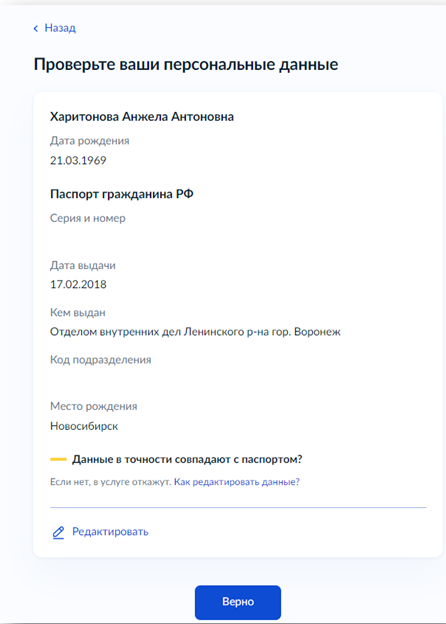 Назад
Проверьте ваши персональные данные
Харитонова Анжела Антоновна
Дата рождения
21.03.1969
Паспорт гражданина РФ
Серия и номер
Дата выдачи
17.02.2018
Кем выдан
Отделом внутренних дел Ленинского р-на гор. Воронеж
Код подразделения
Место рождения
Новосибирск
Данные в точности совпадают с паспортом?
Если нет, в услуге откажут. Как редактировать данные?
Редактировать
Верно